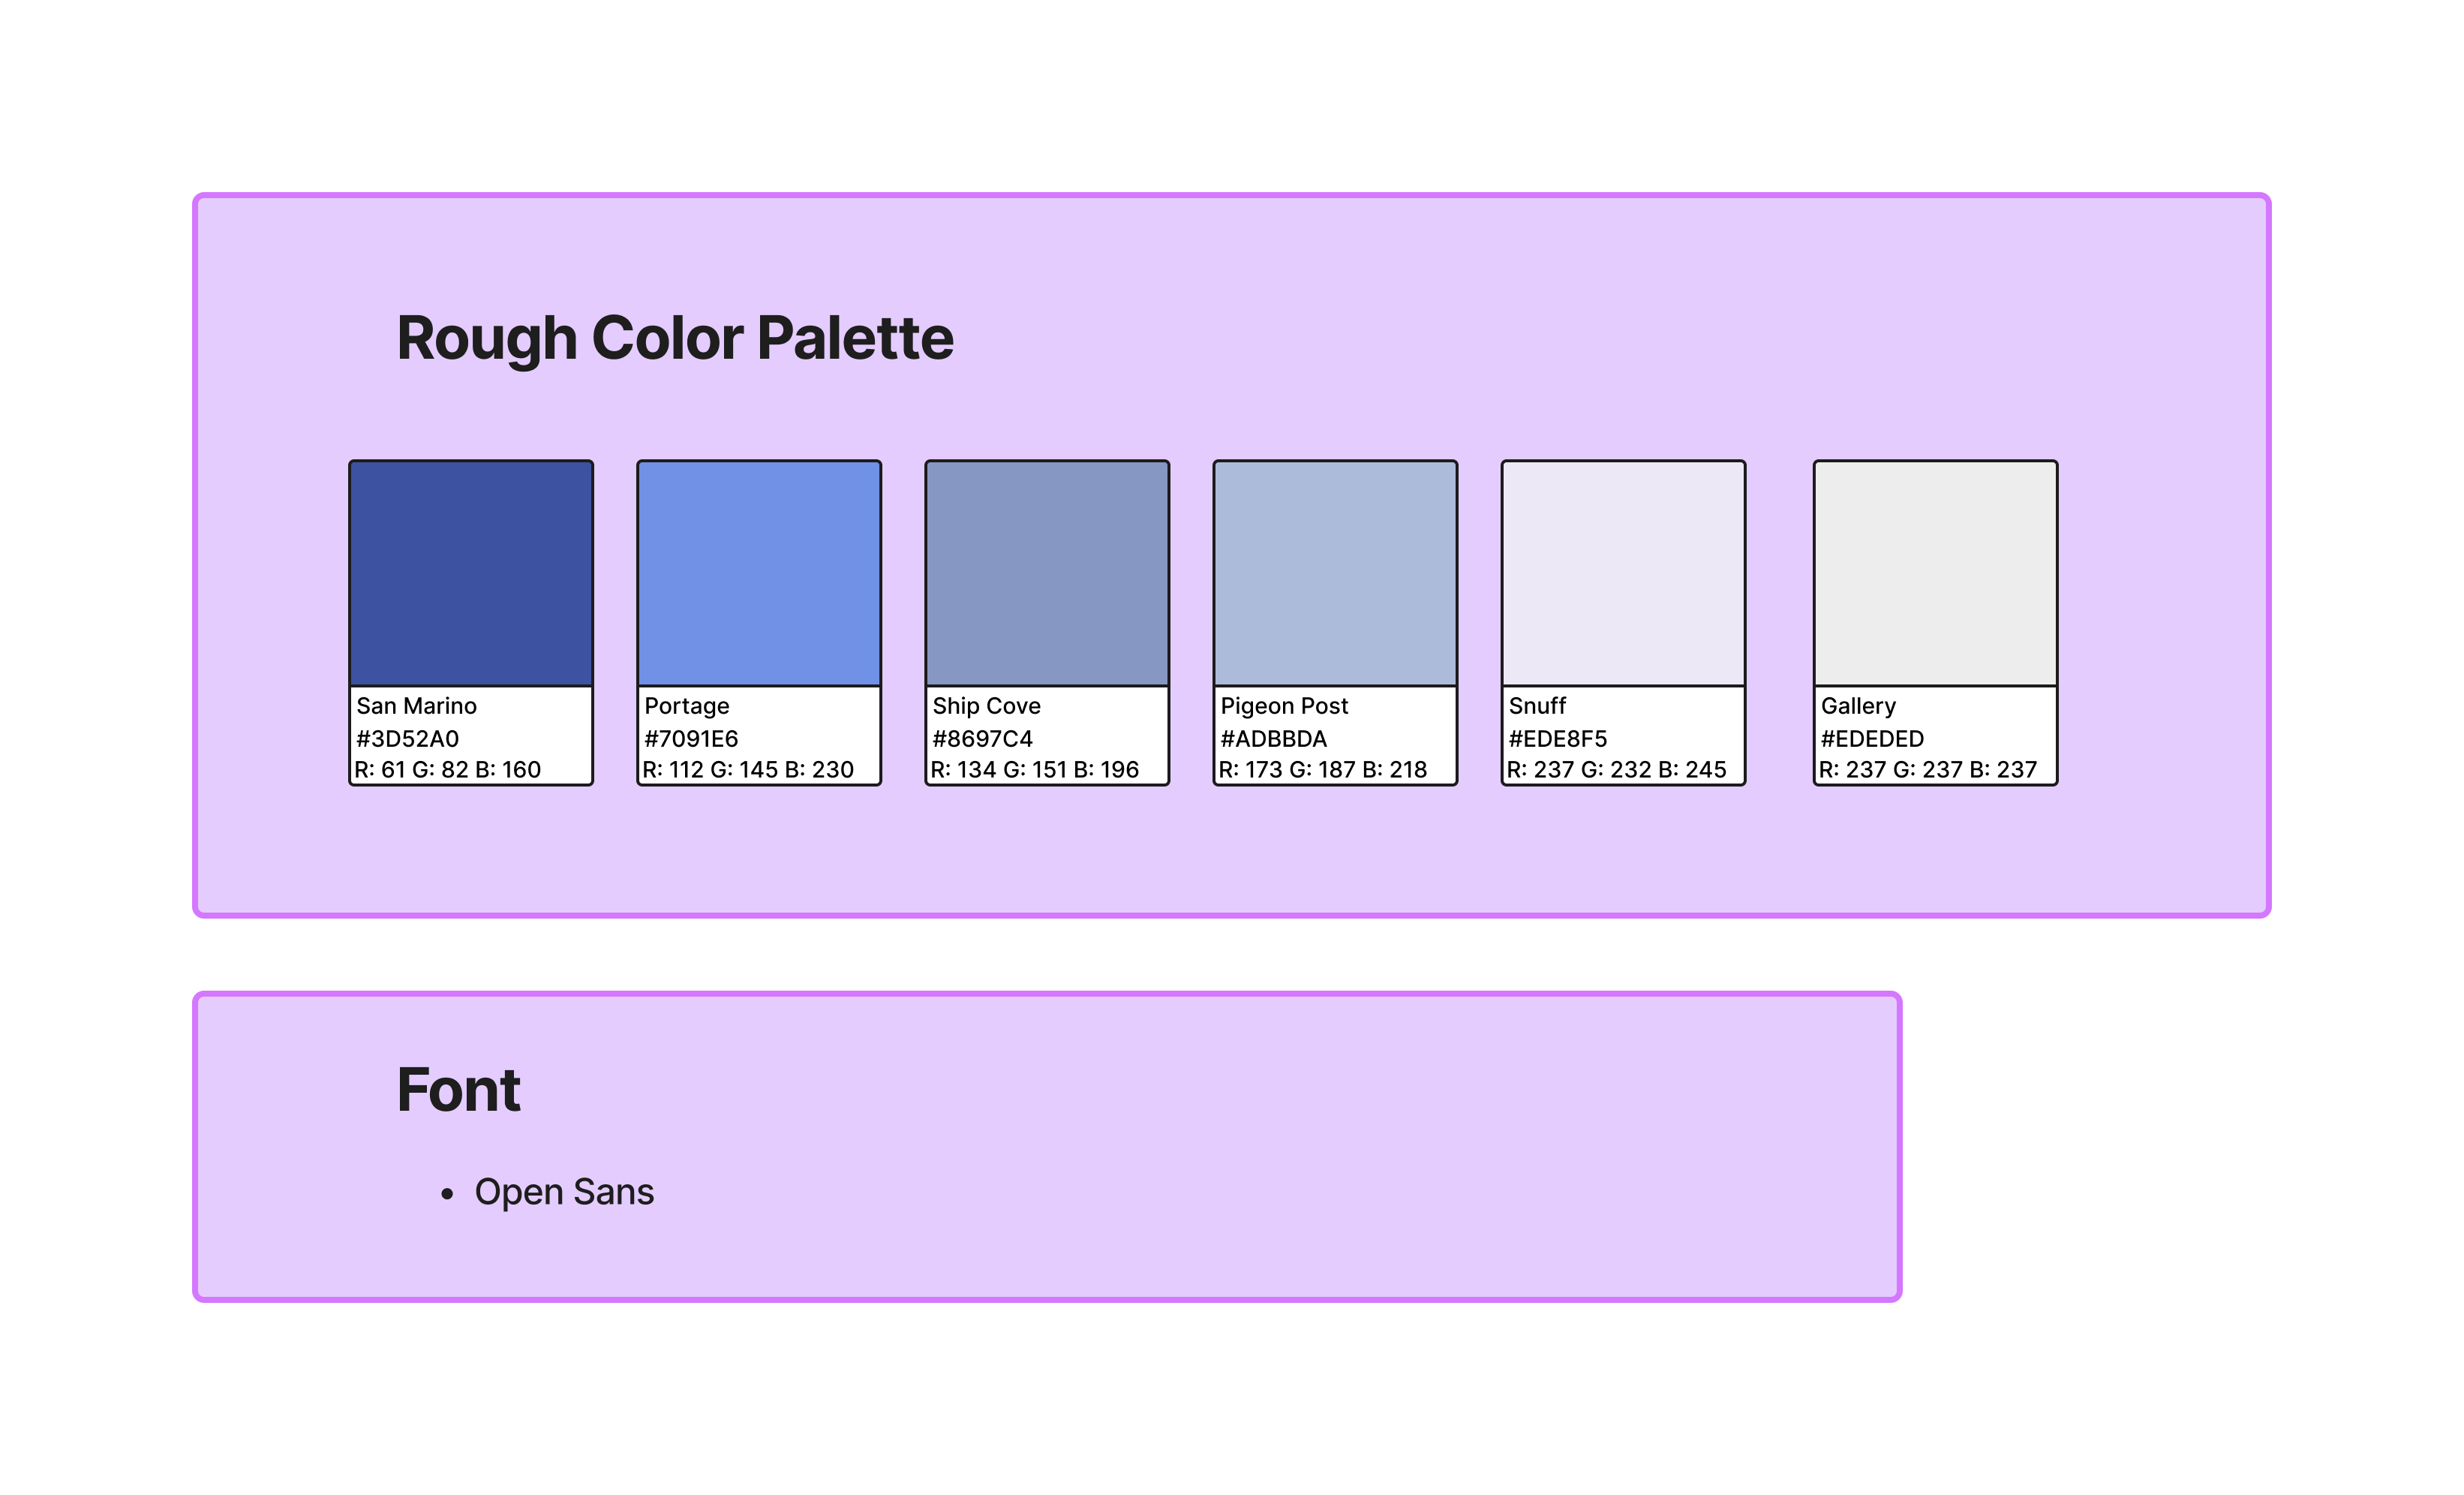 Rough Color Palette
San Marino
#3D52A0
R: 61 G: 82 B: 160
Portage
#7091E6
R: 112 G: 145 B: 230
Ship Cove
#8697C4
R: 134 G: 151 B: 196
Pigeon Post
#ADBBDA
R: 173 G: 187 B: 218
Snuff
#EDE8F5
R: 237 G: 232 B: 245
Gallery
#EDEDED
R: 237 G: 237 B: 237
Font
• Open Sans